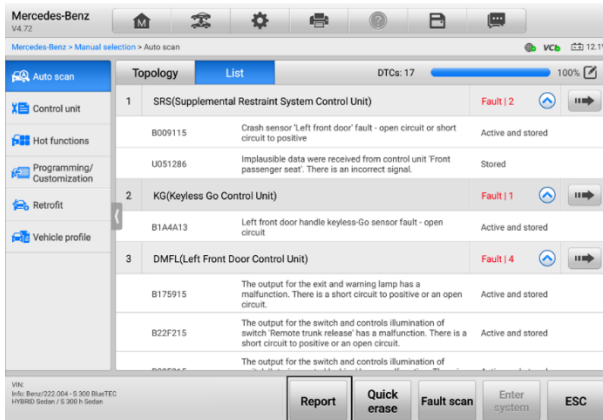 Mercedes-Benz
V4.72
Mercedes-Benz > Manual selection > Auto scan
VCb 12.1V
Auto scan
Control unit
Hot functions
Programming/
Customization
Retrofit
Vehicle profile
Topology List DTCs: 17 100%
1 SRS(Supplemental Restraint System Control Unit) Fault | 2
B009115 Crash sensor 'Left front door' fault - open circuit or short
circuit to positive Active and stored
U051286 Implausible data were received from control unit 'Front
passenger seat'. There is an incorrect signal. Stored
2 KG(Keyless Go Control Unit) Fault | 1
B1A4A13 Left front door handle keyless-Go sensor fault - open
circuit Active and stored
3 DMFL(Left Front Door Control Unit) Fault | 4
B175915 The output for the exit and warning lamp has a
malfunction. There is a short circuit to positive or an open
circuit. Active and stored
B22F215 The output for the switch and controls illumination of
switch 'Remote trunk release' has a malfunction. There is a
short circuit to positive or an open circuit. Active and stored
The output for the switch and controls illumination of
VIN:
Info: Benz/222.004 - S 300 BlueTEC
HYBRID Sedan / S 300 h Sedan
Report
Quick
erase
Fault scan
Enter
system
ESC